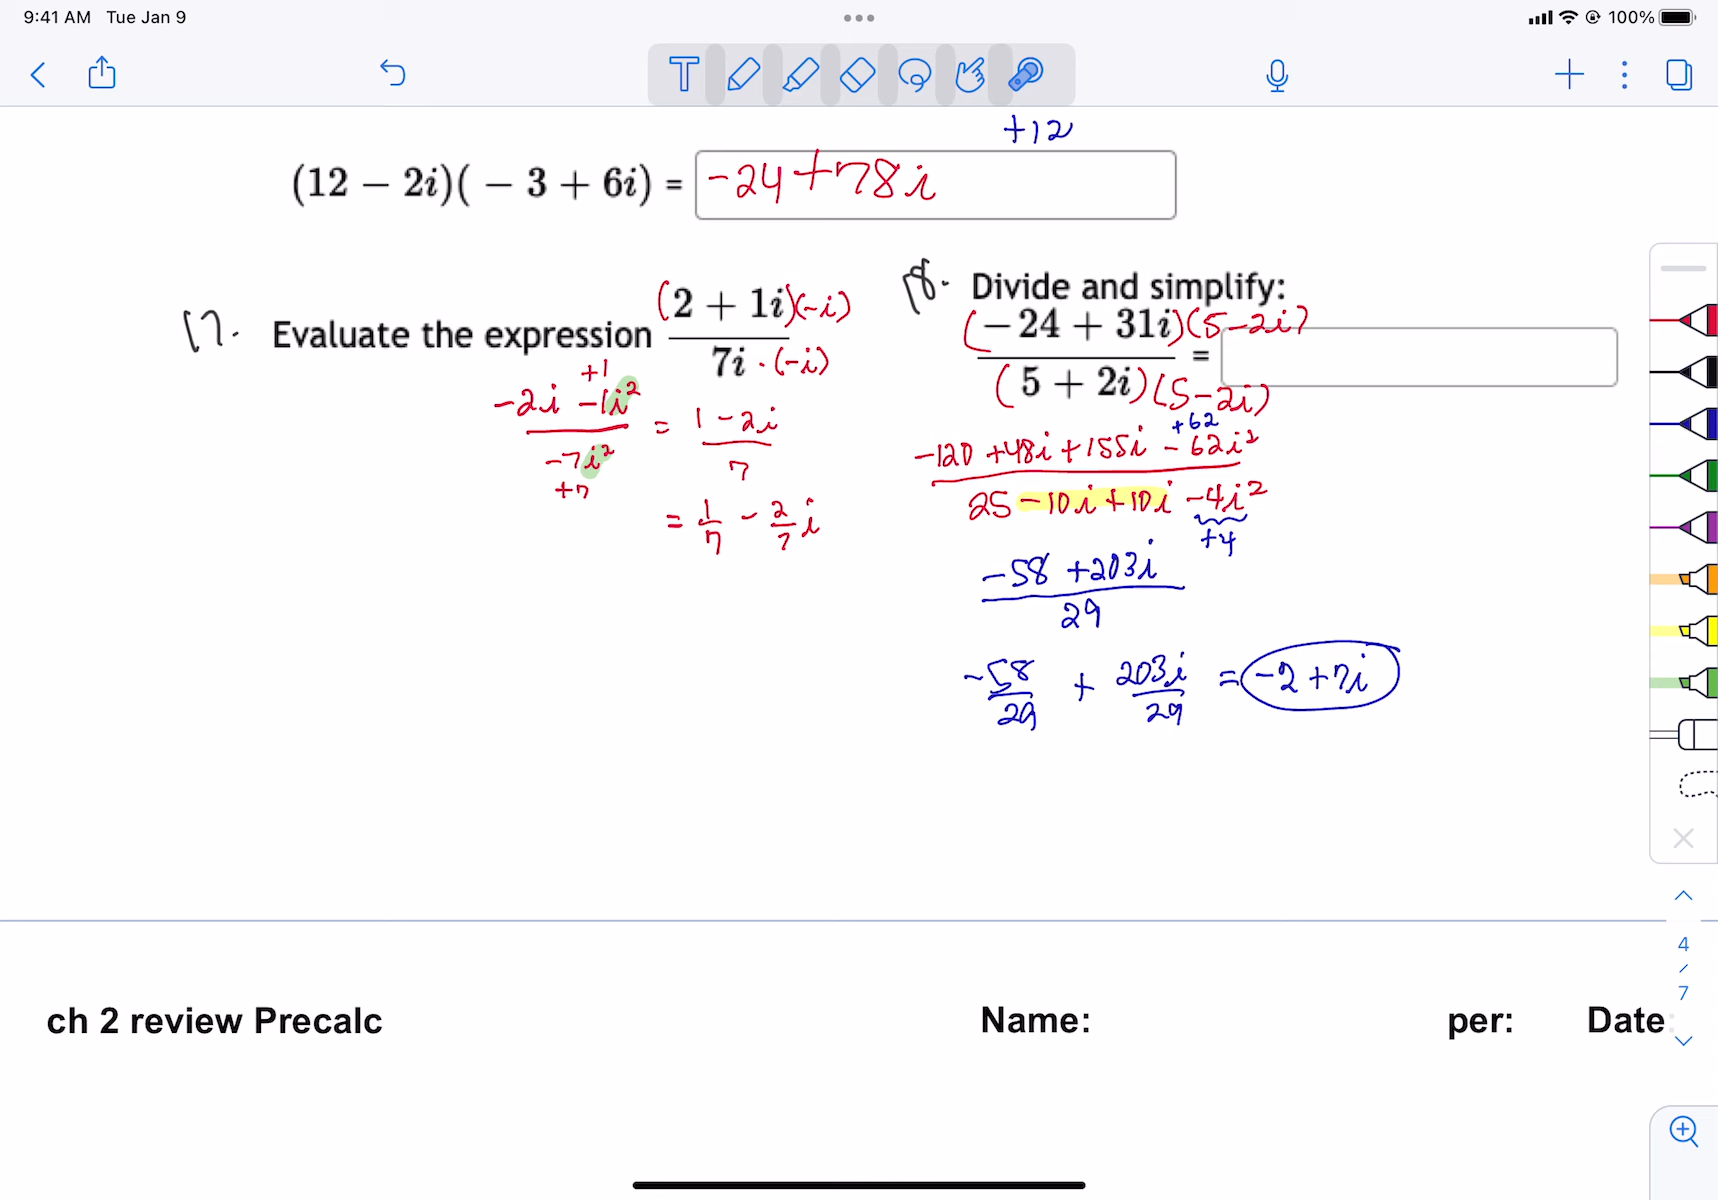 9:41 AM Tue Jan 9
100%
+12
(12 − 2i)( − 3 + 6i) = -24+78i
17. Evaluate the expression (2 + 1i)(-i) / 7i · (-i)
+1
-2i -1i² / -7i² = 1-2i / 7
+7
= 1/7 - 2/7 i
18. Divide and simplify:
(−24 + 31i)(5-2i) / (5 + 2i)(5-2i) =
+62
-120 +48i +155i - 62i²
25 -10i +10i -4i²
+4
-58 +203i
29
-58/29 + 203i/29 = -2+7i
4
/
7
ch 2 review Precalc Name: per: Date: